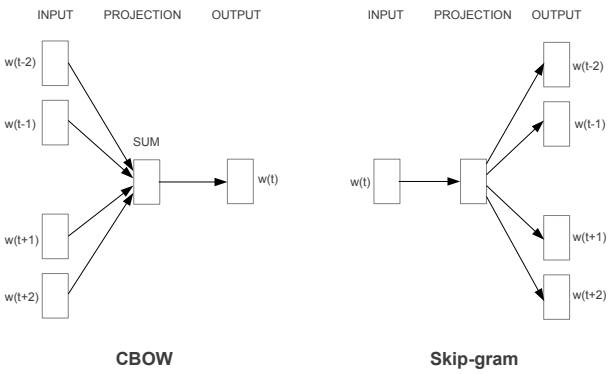 INPUT PROJECTION OUTPUT
w(t-2)
w(t-1)
SUM
w(t)
w(t+1)
w(t+2)
CBOW
INPUT PROJECTION OUTPUT
w(t-2)
w(t-1)
w(t)
w(t+1)
w(t+2)
Skip-gram